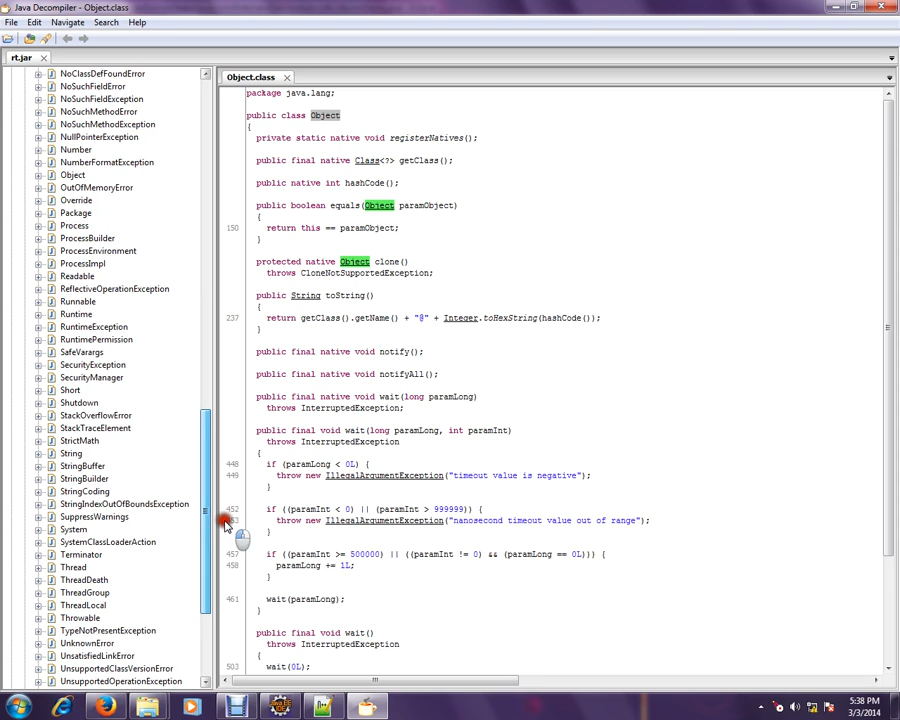 Java Decompiler - Object.class
File Edit Navigate Search Help
rt.jar
NoClassDefFoundError
NoSuchFieldError
NoSuchFieldException
NoSuchMethodError
NoSuchMethodException
NullPointerException
Number
NumberFormatException
Object
OutOfMemoryError
Override
Package
Process
ProcessBuilder
ProcessEnvironment
ProcessImpl
Readable
ReflectiveOperationException
Runnable
Runtime
RuntimeException
RuntimePermission
SafeVarargs
SecurityException
SecurityManager
Short
Shutdown
StackOverflowError
StackTraceElement
StrictMath
String
StringBuffer
StringBuilder
StringCoding
StringIndexOutOfBoundsException
SuppressWarnings
System
SystemClassLoaderAction
Terminator
Thread
ThreadDeath
ThreadGroup
ThreadLocal
Throwable
TypeNotPresentException
UnknownError
UnsatisfiedLinkError
UnsupportedClassVersionError
UnsupportedOperationException
Object.class
package java.lang;
public class Object
{
private static native void registerNatives();
public final native Class<?> getClass();
public native int hashCode();
public boolean equals(Object paramObject)
{
150 return this == paramObject;
}
protected native Object clone()
throws CloneNotSupportedException;
public String toString()
{
237 return getClass().getName() + "@" + Integer.toHexString(hashCode());
}
public final native void notify();
public final native void notifyAll();
public final native void wait(long paramLong)
throws InterruptedException;
public final void wait(long paramLong, int paramInt)
throws InterruptedException
{
448 if (paramLong < 0L) {
449 throw new IllegalArgumentException("timeout value is negative");
}
452 if ((paramInt < 0) || (paramInt > 999999)) {
throw new IllegalArgumentException("nanosecond timeout value out of range");
}
457 if ((paramInt >= 500000) || ((paramInt != 0) && (paramLong == 0L))) {
458 paramLong += 1L;
}
461 wait(paramLong);
}
public final void wait()
throws InterruptedException
{
503 wait(0L);
5:38 PM
3/3/2014